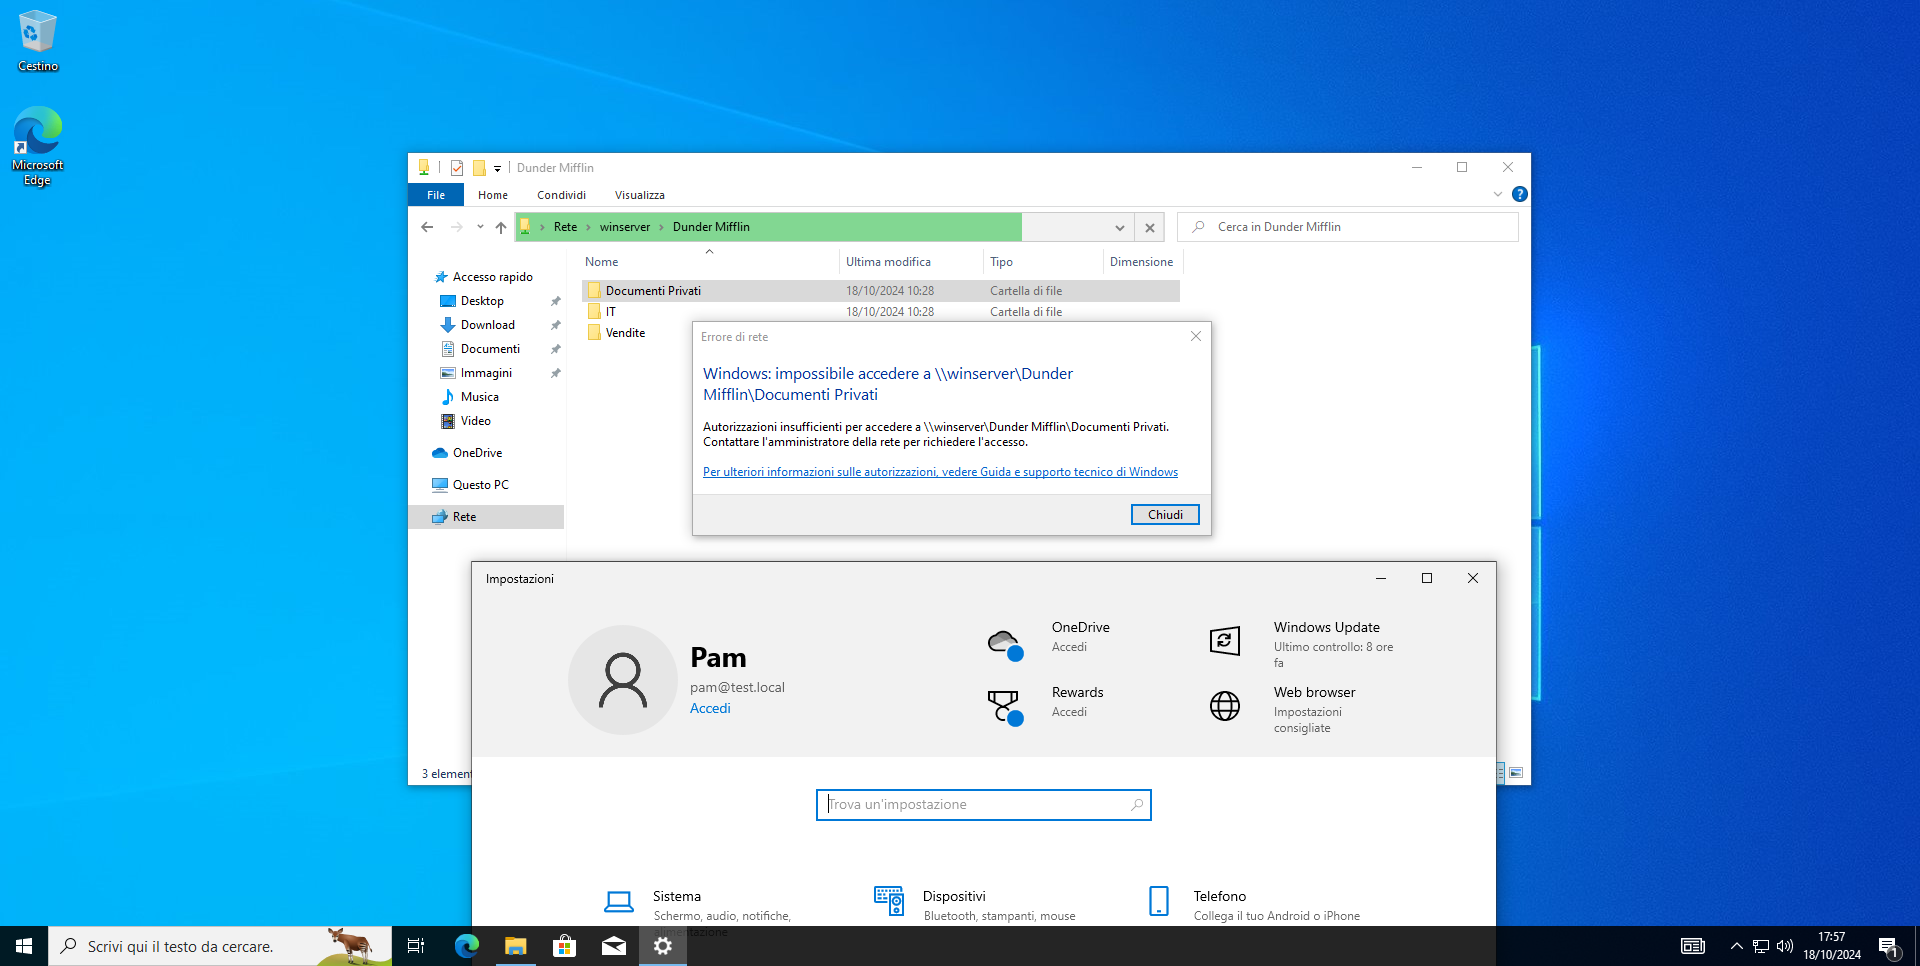 Cestino
Microsoft
Edge
Dunder Mifflin
File
Home
Condividi
Visualizza
Rete
winserver
Dunder Mifflin
Cerca in Dunder Mifflin
Accesso rapido
Desktop
Download
Documenti
Immagini
Musica
Video
OneDrive
Questo PC
Rete
Nome
Ultima modifica
Tipo
Dimensione
Documenti Privati
18/10/2024 10:28
Cartella di file
IT
18/10/2024 10:28
Cartella di file
Vendite
Errore di rete
Windows: impossibile accedere a \\winserver\Dunder
Mifflin\Documenti Privati
Autorizzazioni insufficienti per accedere a \\winserver\Dunder Mifflin\Documenti Privati.
Contattare l'amministratore della rete per richiedere l'accesso.
Per ulteriori informazioni sulle autorizzazioni, vedere Guida e supporto tecnico di Windows
Chiudi
3 element
Impostazioni
Pam
pam@test.local
Accedi
OneDrive
Accedi
Windows Update
Ultimo controllo: 8 ore
fa
Rewards
Accedi
Web browser
Impostazioni
consigliate
Trova un'impostazione
Sistema
Schermo, audio, notifiche,
alimentazione
Dispositivi
Bluetooth, stampanti, mouse
Telefono
Collega il tuo Android o iPhone
Scrivi qui il testo da cercare.
17:57
18/10/2024
1